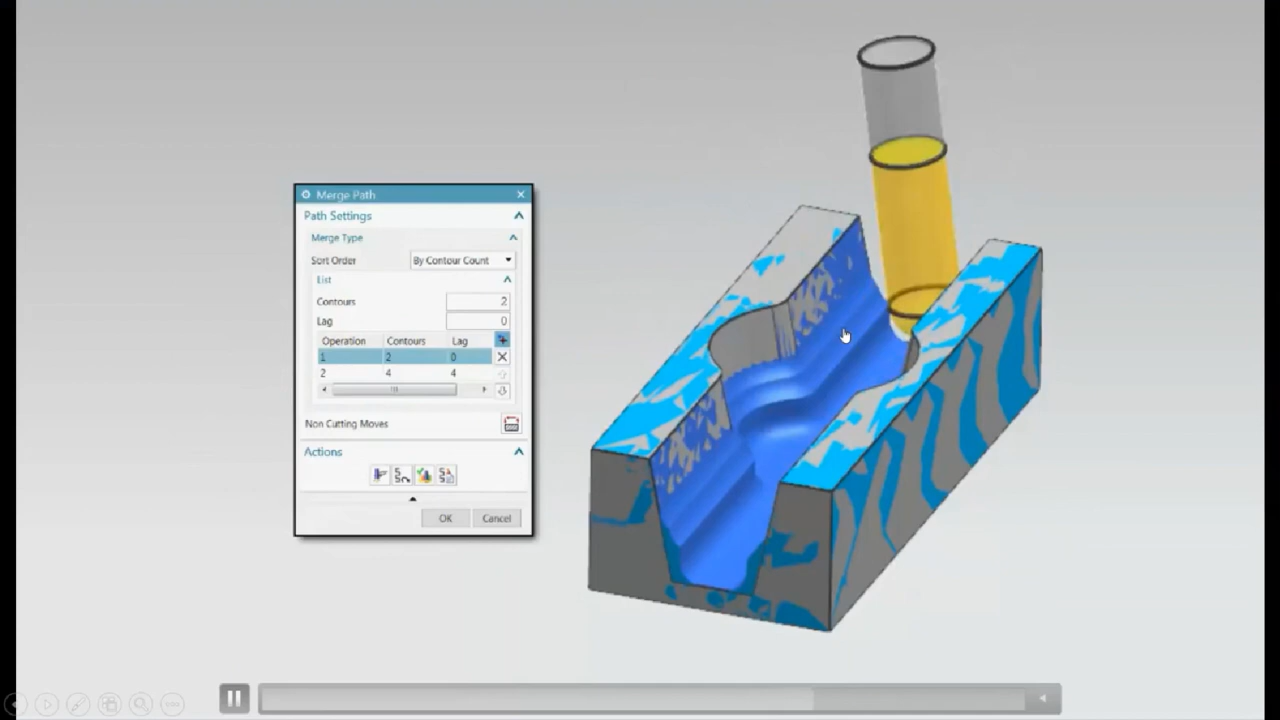 Merge Path
Path Settings
Merge Type
Sort Order By Contour Count
List
Contours 2
Lag 0
Operation Contours Lag
1 2 0
2 4 4
Non Cutting Moves
Actions
OK Cancel